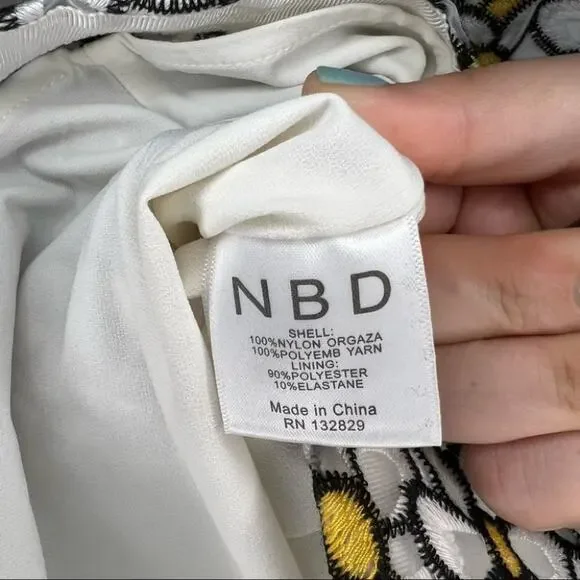 NBD
SHELL:
100%NYLON ORGAZA
100%POLYEMB YARN
LINING:
90%POLYESTER
10%ELASTANE
Made in China
RN 132829